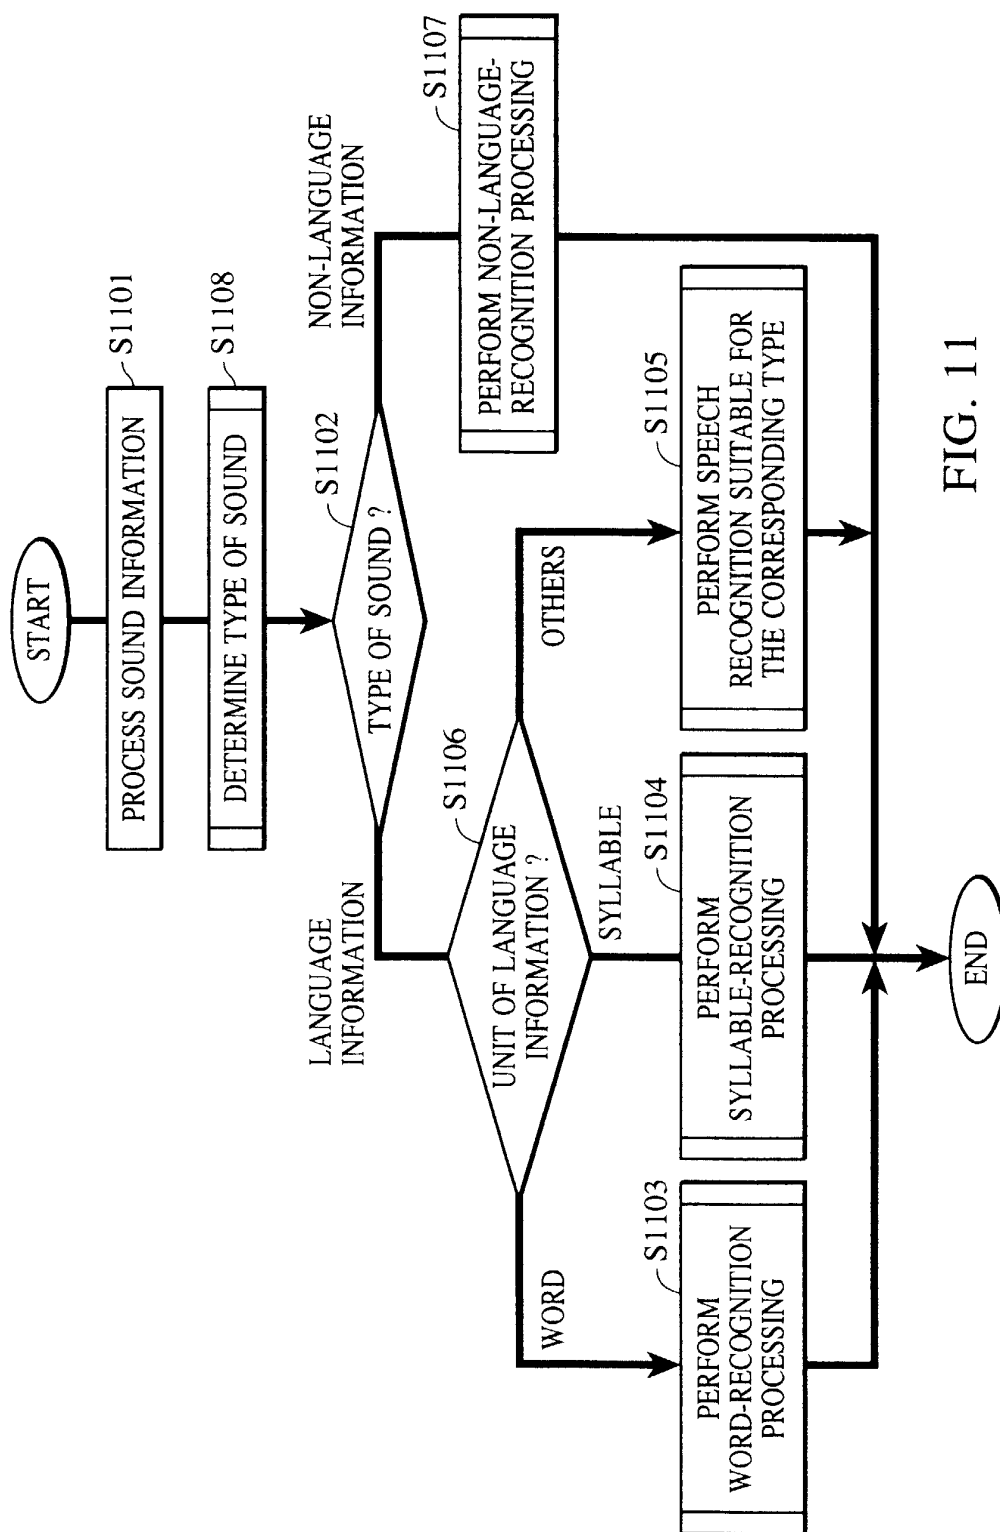 START
S1101
PROCESS SOUND INFORMATION
S1108
DETERMINE TYPE OF SOUND
S1102
TYPE OF SOUND ?
LANGUAGE
INFORMATION
NON-LANGUAGE
INFORMATION
S1106
UNIT OF LANGUAGE
INFORMATION ?
S1107
PERFORM NON-LANGUAGE-
RECOGNITION PROCESSING
WORD
SYLLABLE
OTHERS
S1103
PERFORM
WORD-RECOGNITION
PROCESSING
S1104
PERFORM
SYLLABLE-RECOGNITION
PROCESSING
S1105
PERFORM SPEECH
RECOGNITION SUITABLE FOR
THE CORRESPONDING TYPE
END
FIG. 11